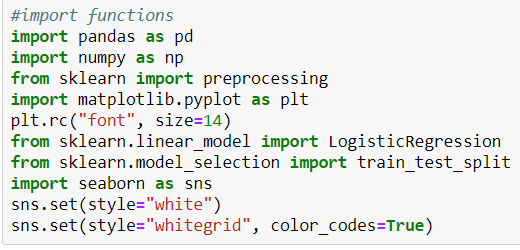 #import functions
import pandas as pd
import numpy as np
from sklearn import preprocessing
import matplotlib.pyplot as plt
plt.rc("font", size=14)
from sklearn.linear_model import LogisticRegression
from sklearn.model_selection import train_test_split
import seaborn as sns
sns.set(style="white")
sns.set(style="whitegrid", color_codes=True)